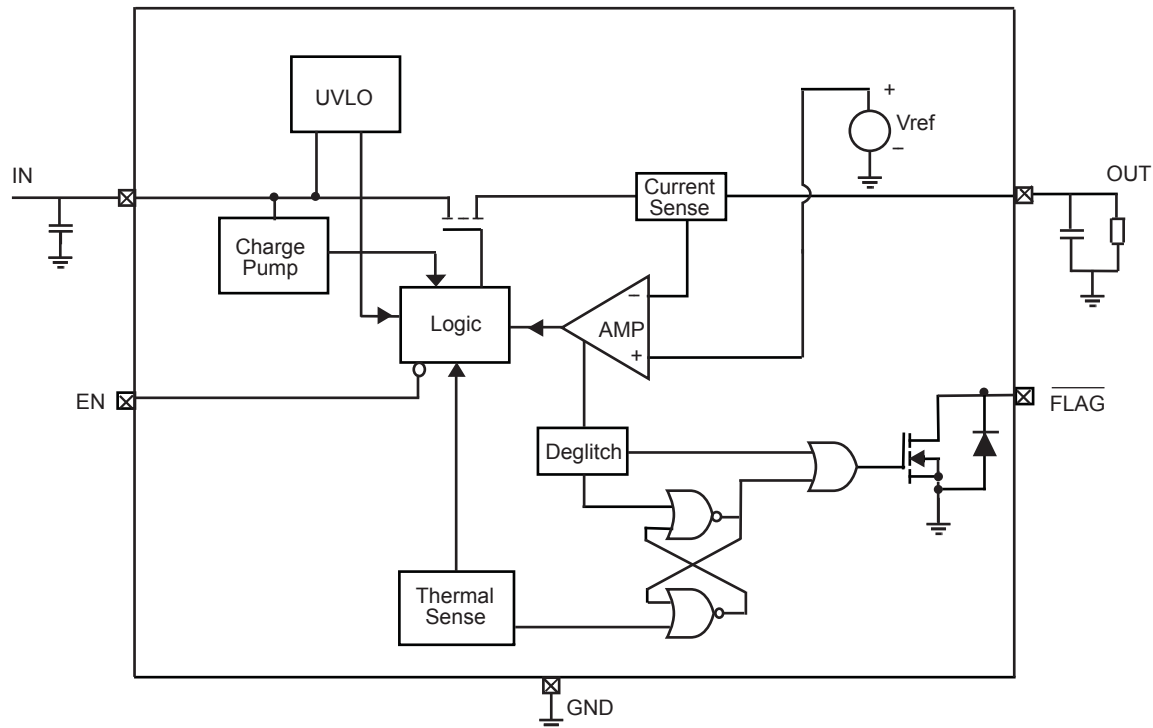 UVLO
+
Vref
−
IN
Current
Sense
OUT
Charge
Pump
−
AMP
+
Logic
EN
FLAG
Deglitch
Thermal
Sense
GND